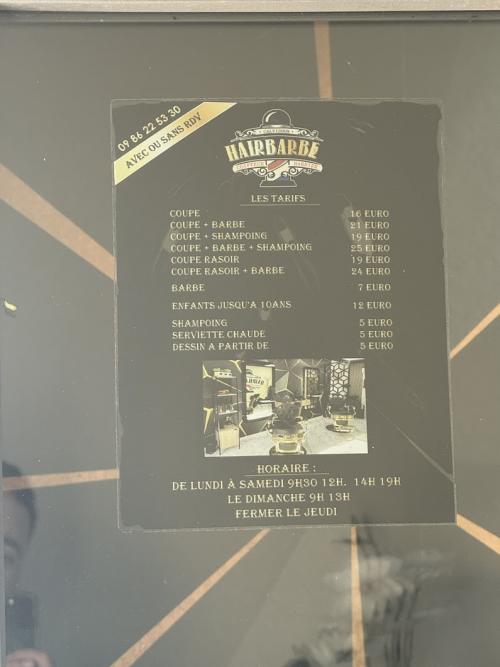 09 86 22 53 30
AVEC OU SANS RDV
HAIRBARBE
COIFFEUR BARBIER
LES TARIFS
COUPE 16 EURO
COUPE + BARBE 21 EURO
COUPE + SHAMPOING 19 EURO
COUPE + BARBE + SHAMPOING 25 EURO
COUPE RASOIR 19 EURO
COUPE RASOIR + BARBE 24 EURO
BARBE 7 EURO
ENFANTS JUSQU'A 10ANS 12 EURO
SHAMPOING 5 EURO
SERVIETTE CHAUDE 5 EURO
DESSIN A PARTIR DE 5 EURO
HORAIRE :
DE LUNDI À SAMEDI 9H30 12H. 14H 19H
LE DIMANCHE 9H 13H
FERMER LE JEUDI